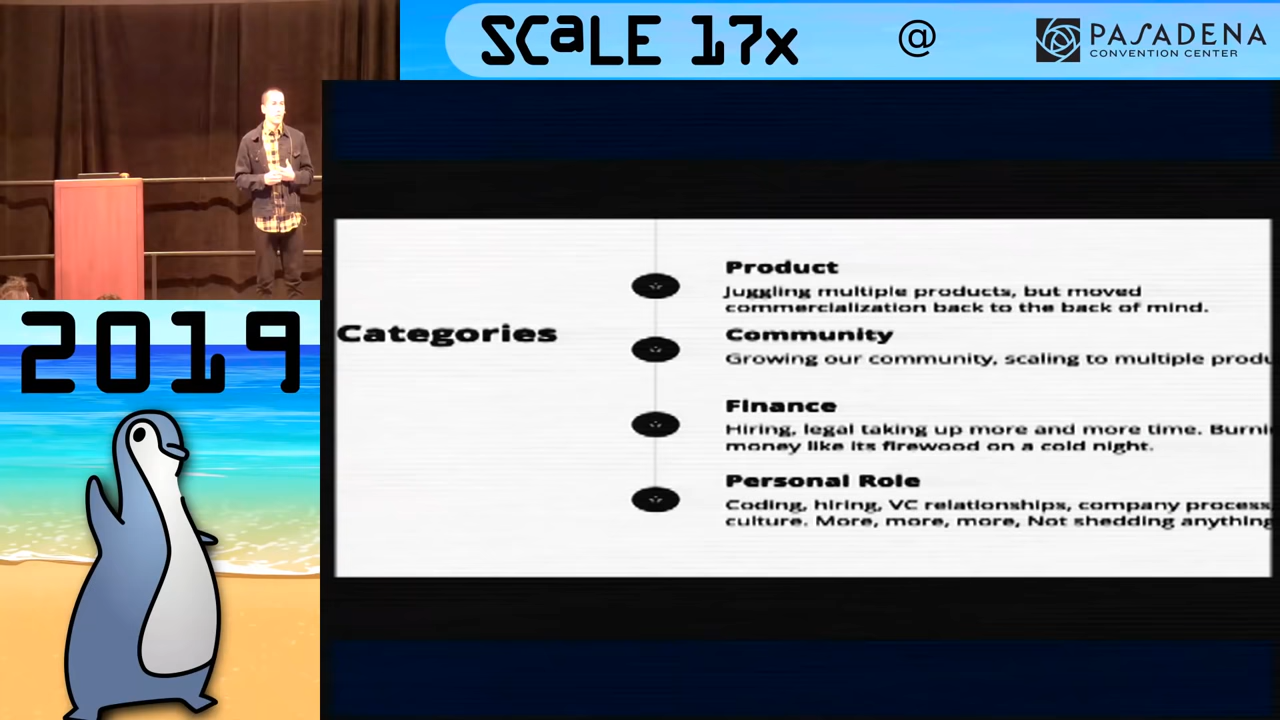 SCaLE 17x
@
PASADENA
CONVENTION CENTER
2019
Categories
Product
Juggling multiple products, but moved
commercialization back to the back of mind.
Community
Growing our community, scaling to multiple produ
Finance
Hiring, legal taking up more and more time. Burni
money like its firewood on a cold night.
Personal Role
Coding, hiring, VC relationships, company process
culture. More, more, more, Not shedding anything